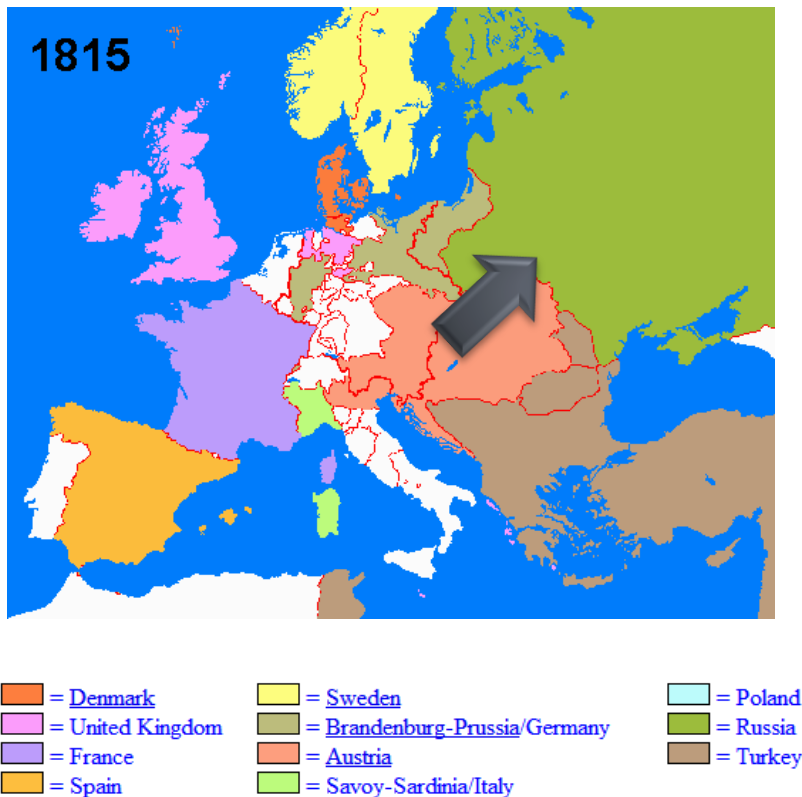 1815
= Denmark
= United Kingdom
= France
= Spain
= Sweden
= Brandenburg-Prussia/Germany
= Austria
= Savoy-Sardinia/Italy
= Poland
= Russia
= Turkey